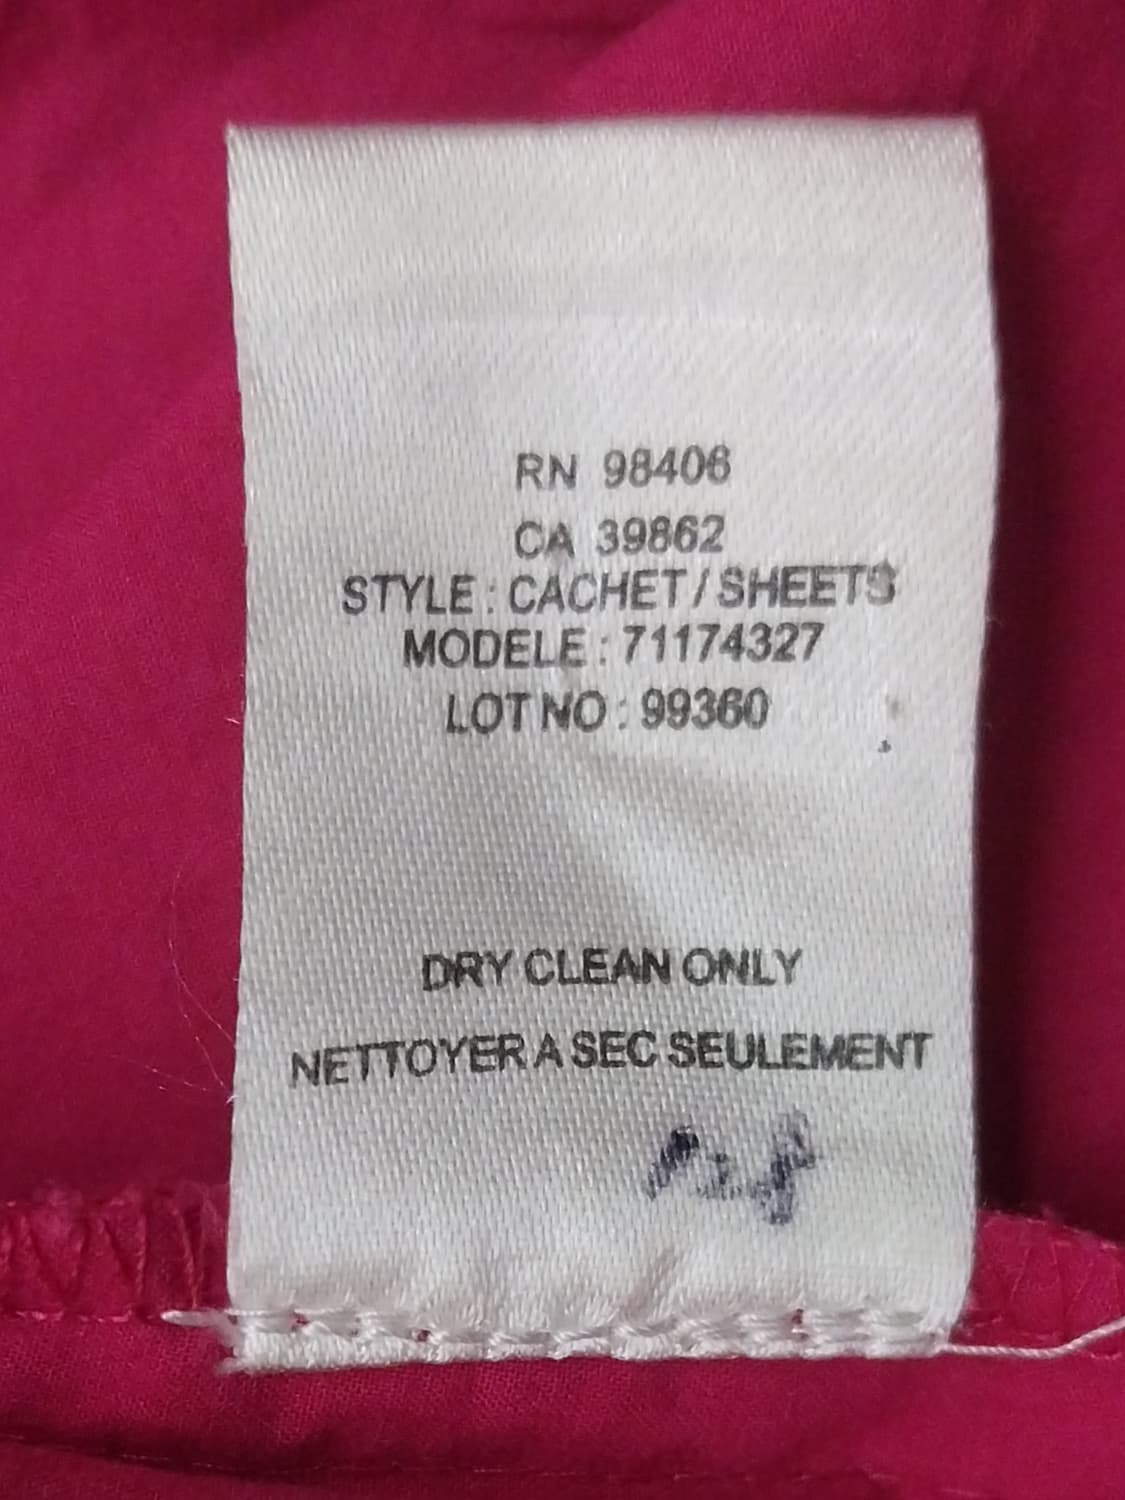 RN 98406
CA 39862
STYLE : CACHET / SHEETS
MODELE : 71174327
LOT NO : 99360
DRY CLEAN ONLY
NETTOYER A SEC SEULEMENT